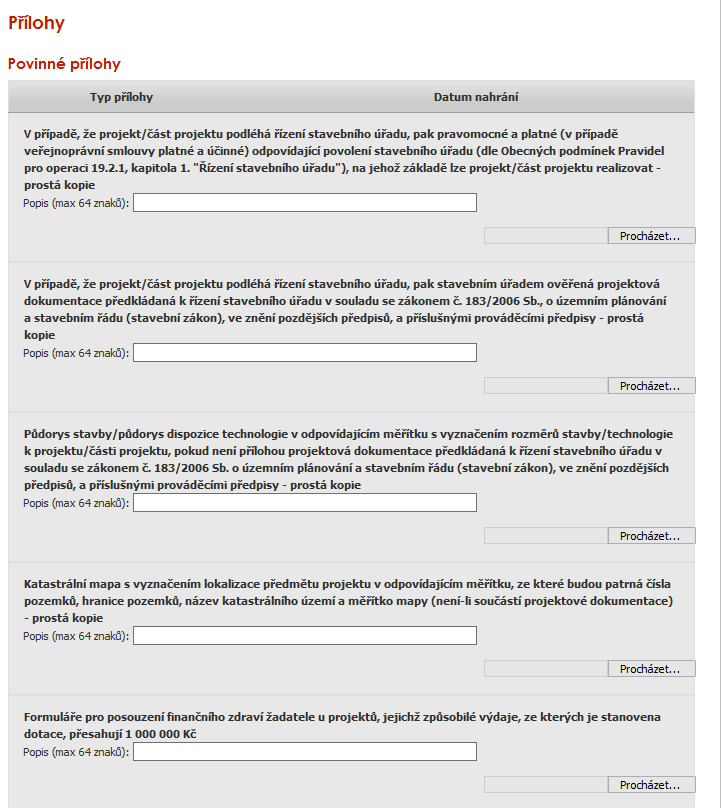 Přílohy
Povinné přílohy
Typ přílohy Datum nahrání
V případě, že projekt/část projektu podléhá řízení stavebního úřadu, pak pravomocné a platné (v případě
veřejnoprávní smlouvy platné a účinné) odpovídající povolení stavebního úřadu (dle Obecných podmínek Pravidel
pro operaci 19.2.1, kapitola 1. "Řízení stavebního úřadu"), na jehož základě lze projekt/část projektu realizovat -
prostá kopie
Popis (max 64 znaků):
Procházet...
V případě, že projekt/část projektu podléhá řízení stavebního úřadu, pak stavebním úřadem ověřená projektová
dokumentace předkládaná k řízení stavebního úřadu v souladu se zákonem č. 183/2006 Sb., o územním plánování
a stavebním řádu (stavební zákon), ve znění pozdějších předpisů, a příslušnými prováděcími předpisy - prostá
kopie
Popis (max 64 znaků):
Procházet...
Půdorys stavby/půdorys dispozice technologie v odpovídajícím měřítku s vyznačením rozměrů stavby/technologie
k projektu/části projektu, pokud není přílohou projektová dokumentace předkládaná k řízení stavebního úřadu v
souladu se zákonem č. 183/2006 Sb. o územním plánování a stavebním řádu (stavební zákon), ve znění pozdějších
předpisů, a příslušnými prováděcími předpisy - prostá kopie
Popis (max 64 znaků):
Procházet...
Katastrální mapa s vyznačením lokalizace předmětu projektu v odpovídajícím měřítku, ze které budou patrná čísla
pozemků, hranice pozemků, název katastrálního území a měřítko mapy (není-li součástí projektové dokumentace)
- prostá kopie
Popis (max 64 znaků):
Procházet...
Formuláře pro posouzení finančního zdraví žadatele u projektů, jejichž způsobilé výdaje, ze kterých je stanovena
dotace, přesahují 1 000 000 Kč
Popis (max 64 znaků):
Procházet...